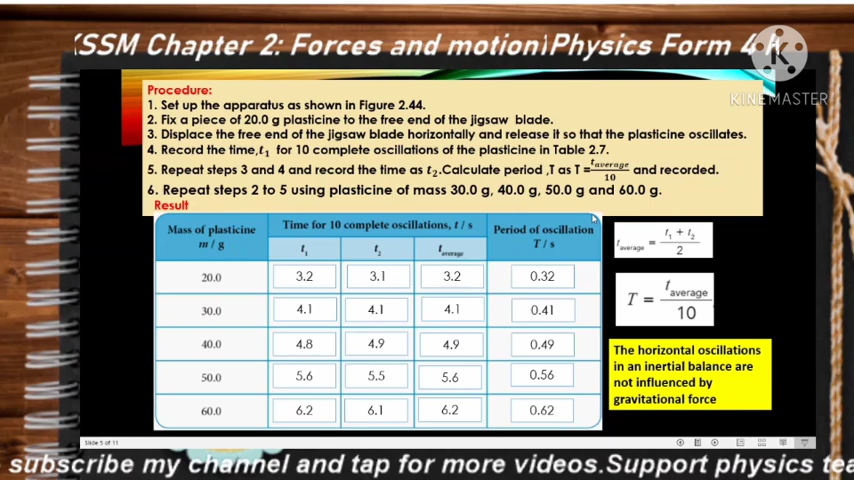 (SSM Chapter 2: Forces and motion)Physics Form 4 A
K
KINEMASTER
Procedure:
1. Set up the apparatus as shown in Figure 2.44.
2. Fix a piece of 20.0 g plasticine to the free end of the jigsaw blade.
3. Displace the free end of the jigsaw blade horizontally and release it so that the plasticine oscillates.
4. Record the time, t₁ for 10 complete oscillations of the plasticine in Table 2.7.
5. Repeat steps 3 and 4 and record the time as t₂.Calculate period ,T as T = t_average/10 and recorded.
6. Repeat steps 2 to 5 using plasticine of mass 30.0 g, 40.0 g, 50.0 g and 60.0 g.
Result
Mass of plasticine m / g
Time for 10 complete oscillations, t / s
Period of oscillation T / s
t₁ t₂ t_average
20.0 3.2 3.1 3.2 0.32
30.0 4.1 4.1 4.1 0.41
40.0 4.8 4.9 4.9 0.49
50.0 5.6 5.5 5.6 0.56
60.0 6.2 6.1 6.2 0.62
t_average = t₁ + t₂ / 2
T = t_average / 10
The horizontal oscillations
in an inertial balance are
not influenced by
gravitational force
Slide 5 of 11
subscribe my channel and tap for more videos.Support physics tea